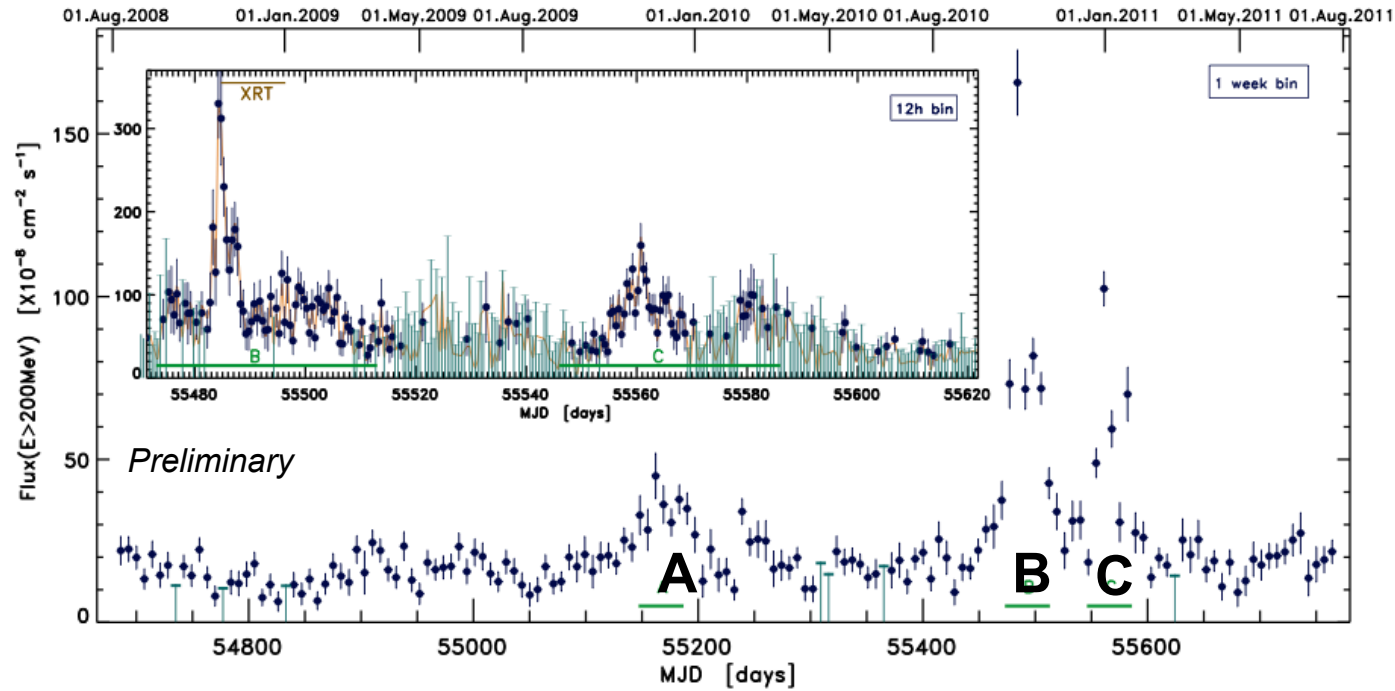 01.Aug.2008 01.Jan.2009 01.May.2009 01.Aug.2009 01.Jan.2010 01.May.2010 01.Aug.2010 01.Jan.2011 01.May.2011 01.Aug.2011
XRT
12h bin
1 week bin
300
200
100
0
B C
55480 55500 55520 55540 55560 55580 55600 55620
MJD [days]
Flux(E>200MeV) [X10⁻⁸ cm⁻² s⁻¹]
150
100
50
0
Preliminary
A B C
54800 55000 55200 55400 55600
MJD [days]